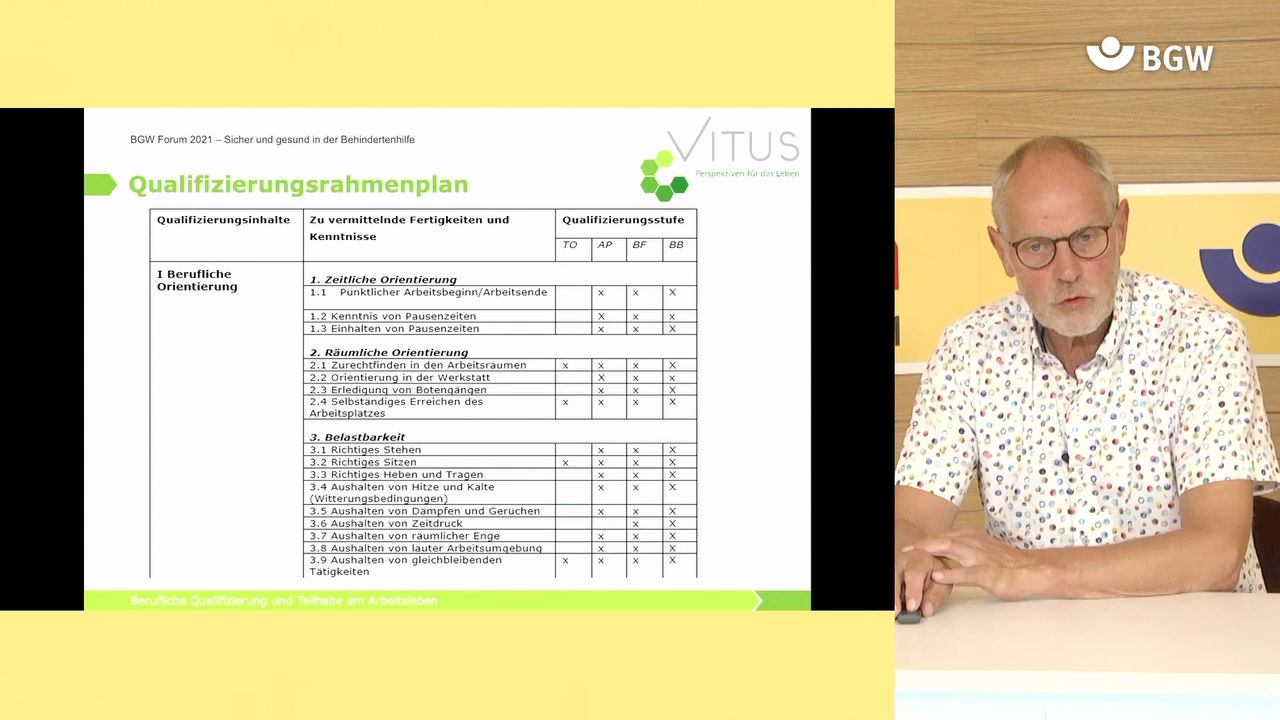 BGW
BGW Forum 2021 – Sicher und gesund in der Behindertenhilfe
VITUS
Perspektiven für das Leben
Qualifizierungsrahmenplan
Qualifizierungsinhalte Zu vermittelnde Fertigkeiten und Kenntnisse Qualifizierungsstufe
TO AP BF BB
I Berufliche Orientierung
1. Zeitliche Orientierung
1.1 Pünktlicher Arbeitsbeginn/Arbeitsende x x X
1.2 Kenntnis von Pausenzeiten X x x
1.3 Einhalten von Pausenzeiten x x X
2. Räumliche Orientierung
2.1 Zurechtfinden in den Arbeitsräumen x x x X
2.2 Orientierung in der Werkstatt X x x
2.3 Erledigung von Botengängen x x X
2.4 Selbständiges Erreichen des Arbeitsplatzes x x x X
3. Belastbarkeit
3.1 Richtiges Stehen x x X
3.2 Richtiges Sitzen x x x X
3.3 Richtiges Heben und Tragen x x X
3.4 Aushalten von Hitze und Kälte (Witterungsbedingungen) x x X
3.5 Aushalten von Dämpfen und Gerüchen x x X
3.6 Aushalten von Zeitdruck x X
3.7 Aushalten von räumlicher Enge x x X
3.8 Aushalten von lauter Arbeitsumgebung x x X
3.9 Aushalten von gleichbleibenden Tätigkeiten x x x X
Berufliche Qualifizierung und Teilhabe am Arbeitsleben